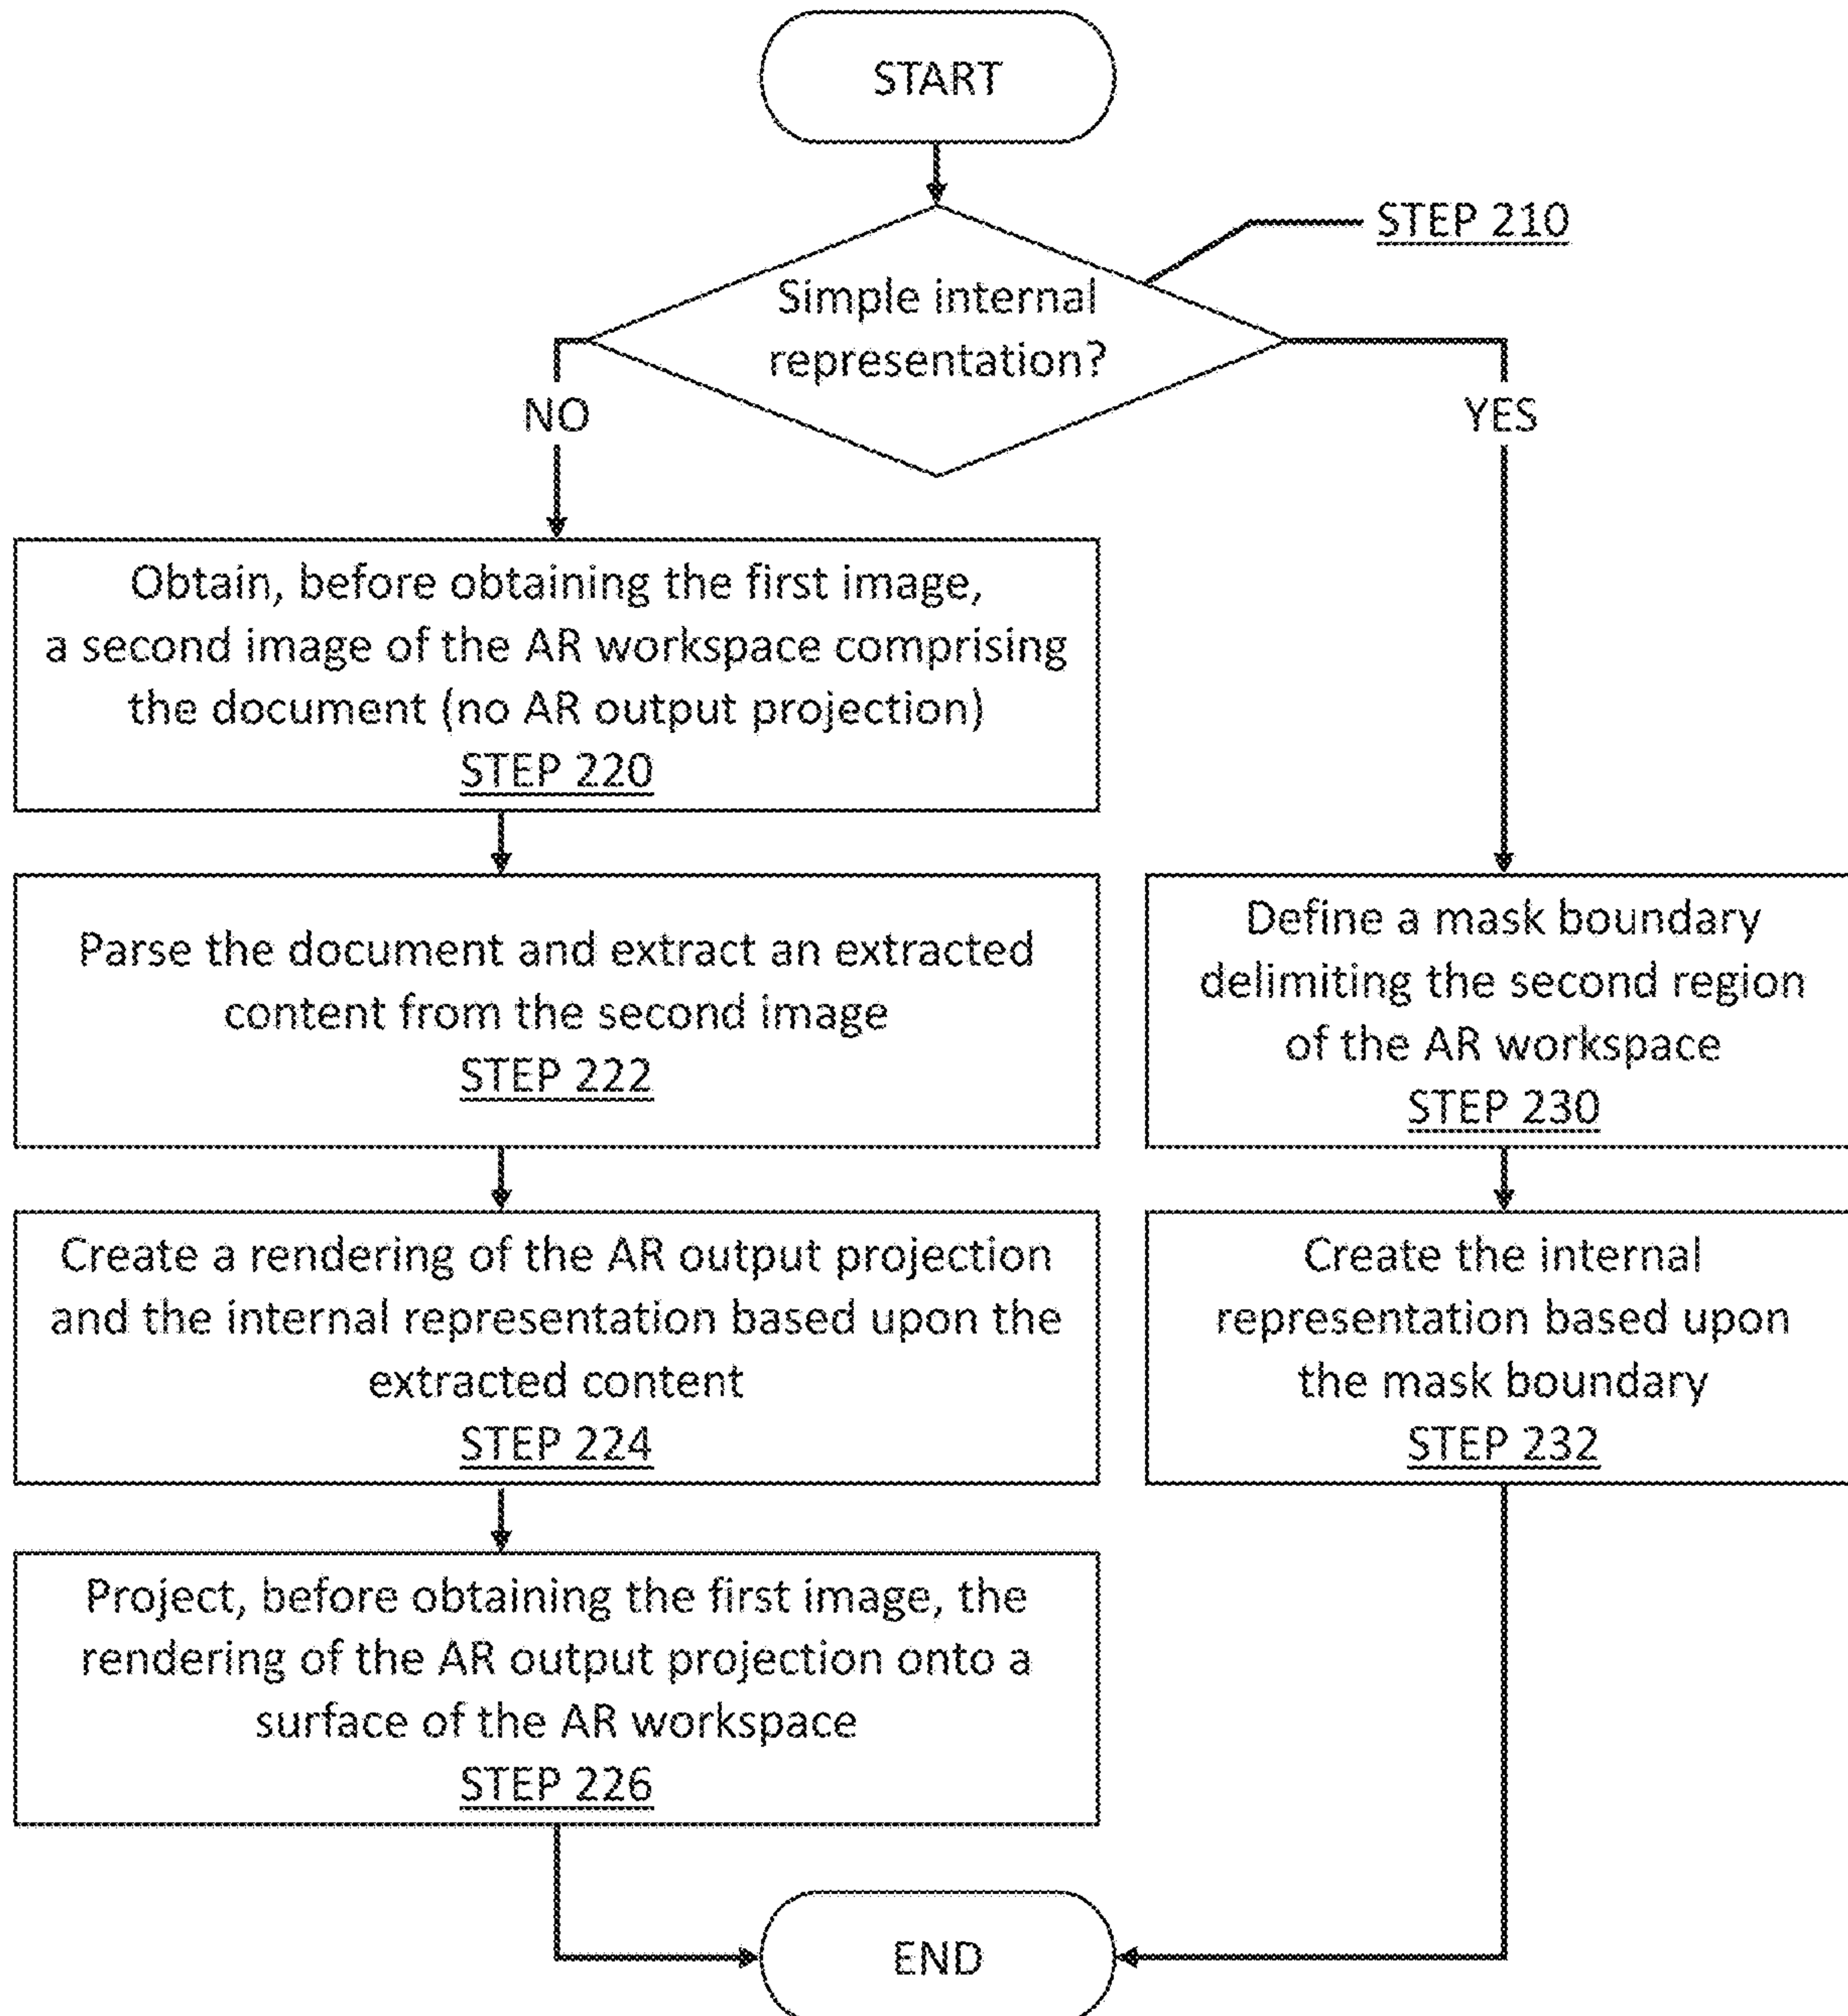 START
STEP 210
Simple internal
representation?
NO
YES
Obtain, before obtaining the first image,
a second image of the AR workspace comprising
the document (no AR output projection)
STEP 220
Parse the document and extract an extracted
content from the second image
STEP 222
Define a mask boundary
delimiting the second region
of the AR workspace
STEP 230
Create a rendering of the AR output projection
and the internal representation based upon the
extracted content
STEP 224
Create the internal
representation based upon
the mask boundary
STEP 232
Project, before obtaining the first image, the
rendering of the AR output projection onto a
surface of the AR workspace
STEP 226
END